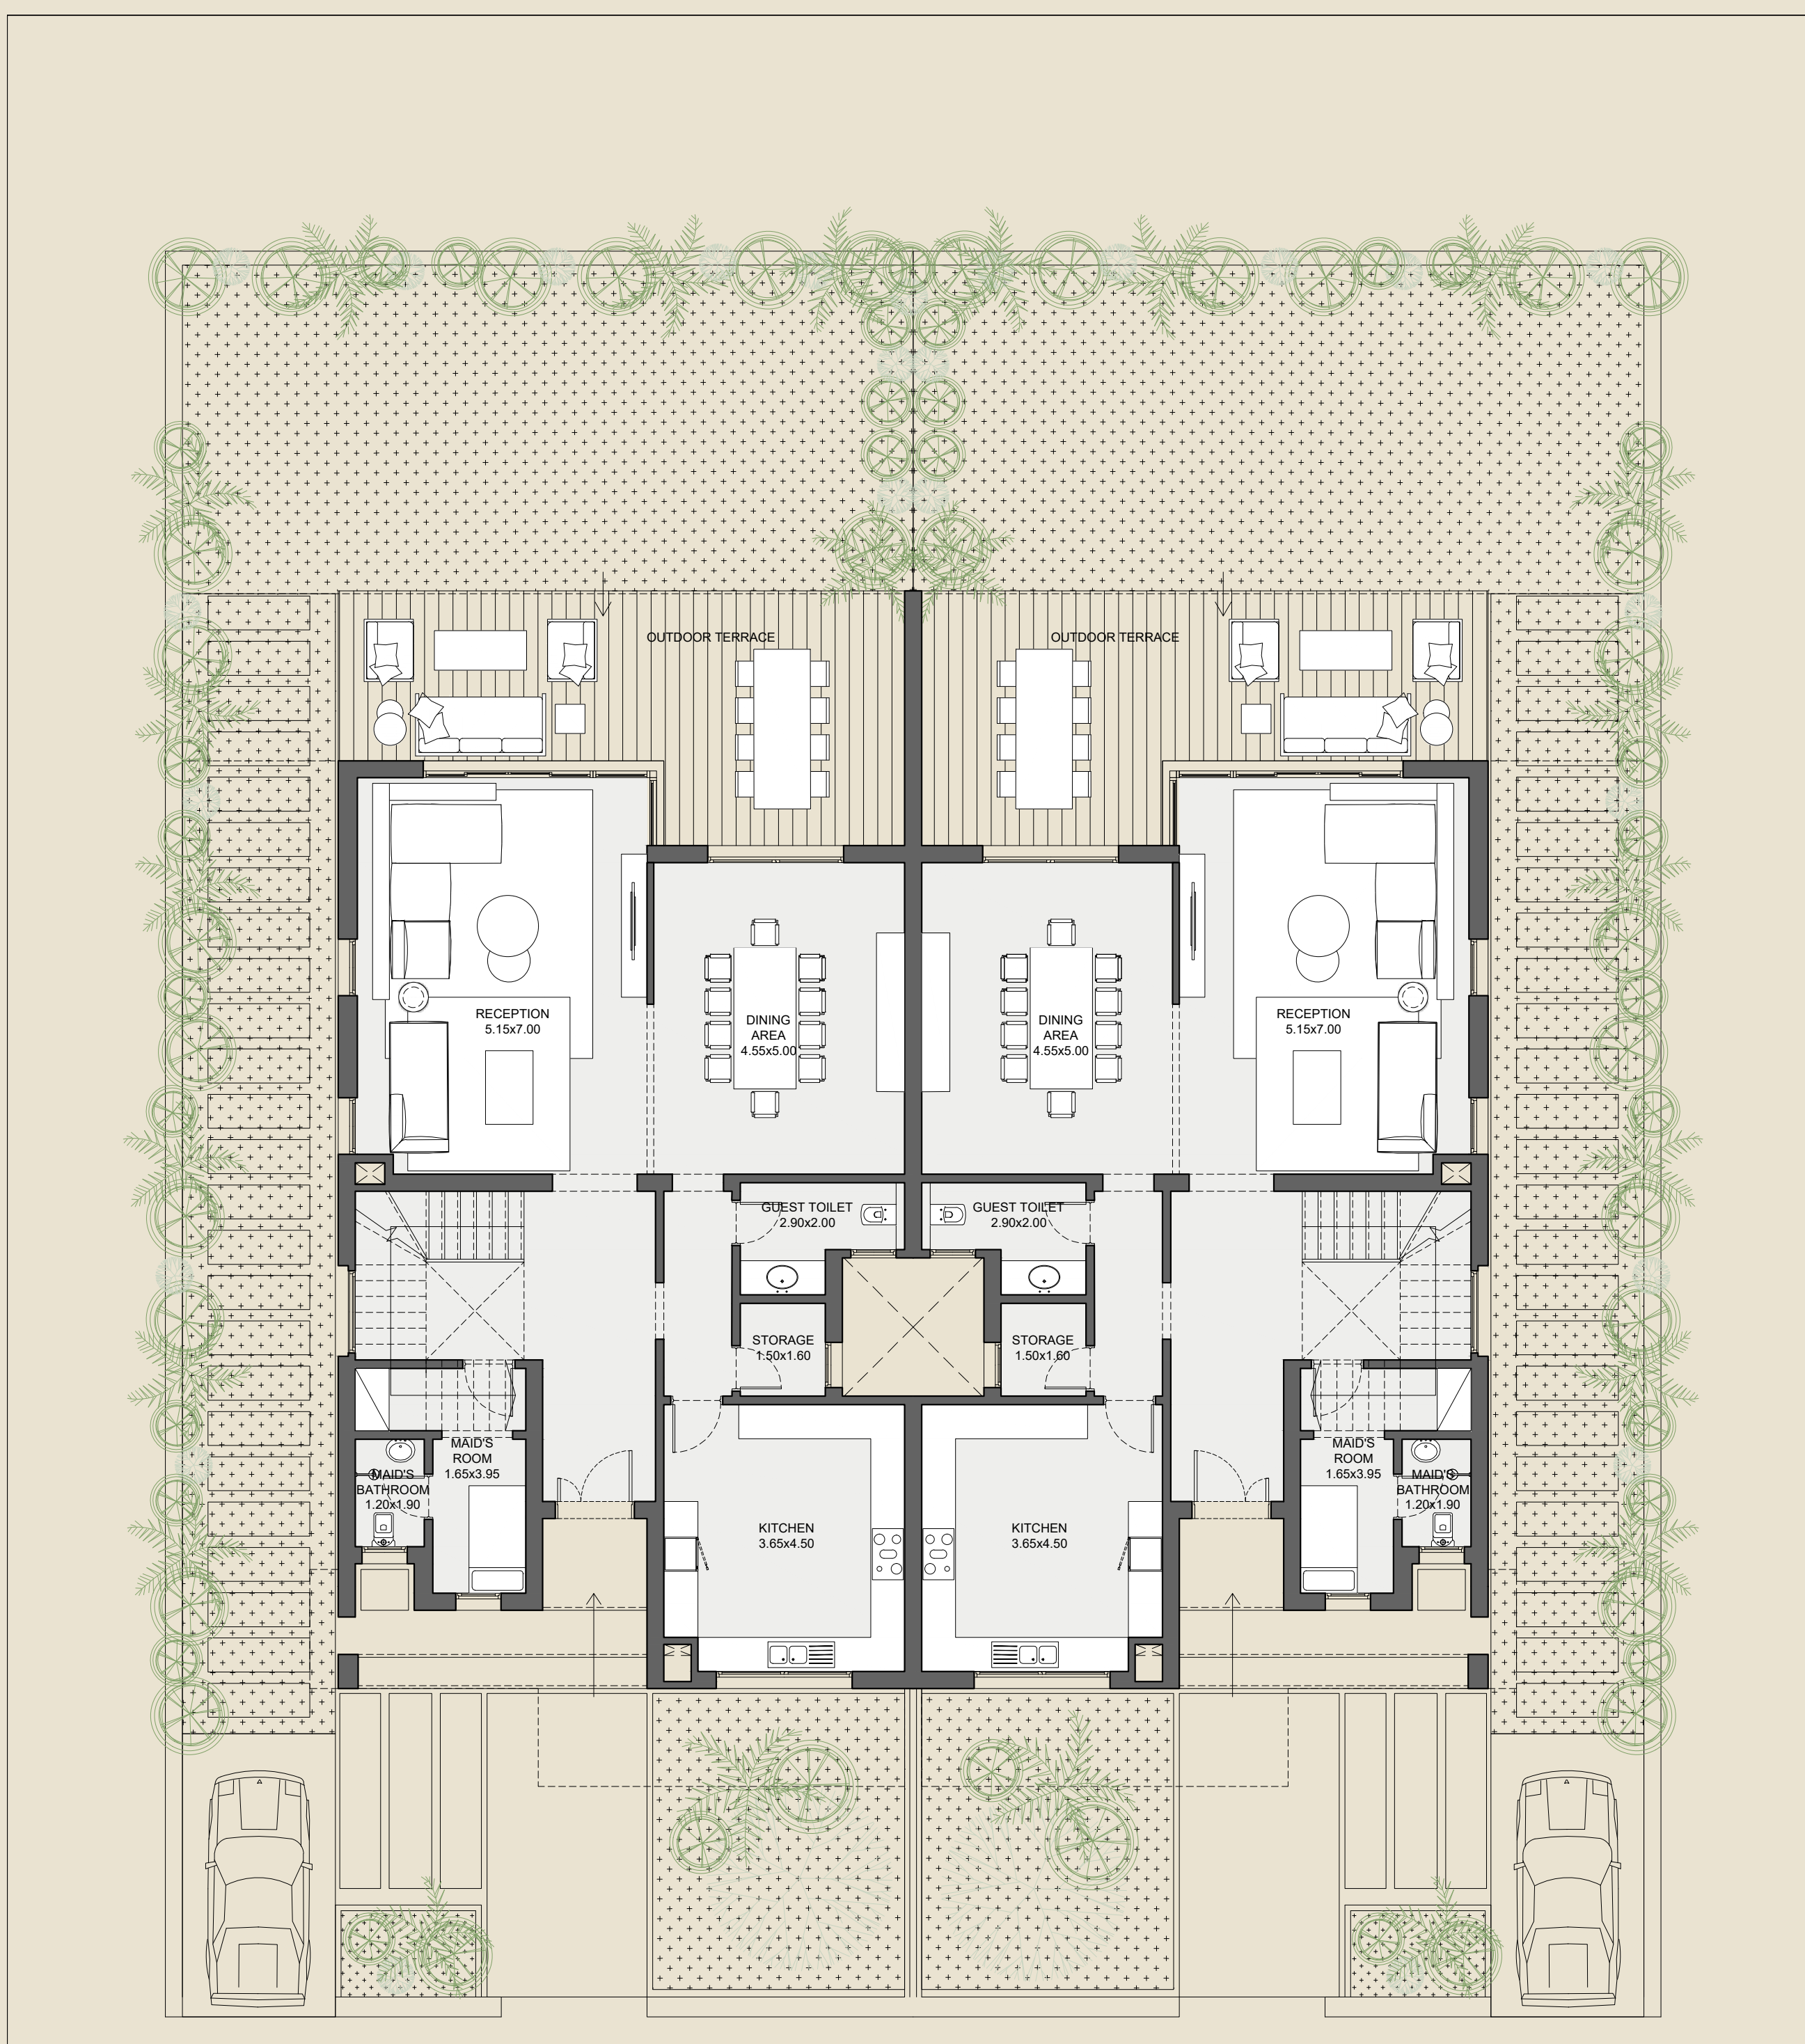 OUTDOOR TERRACE
OUTDOOR TERRACE
RECEPTION
5.15x7.00
DINING
AREA
4.55x5.00
DINING
AREA
4.55x5.00
RECEPTION
5.15x7.00
GUEST TOILET
2.90x2.00
GUEST TOILET
2.90x2.00
STORAGE
1.50x1.60
STORAGE
1.50x1.60
MAID'S
ROOM
1.65x3.95
MAID'S
BATHROOM
1.20x1.90
KITCHEN
3.65x4.50
KITCHEN
3.65x4.50
MAID'S
ROOM
1.65x3.95
MAID'S
BATHROOM
1.20x1.90